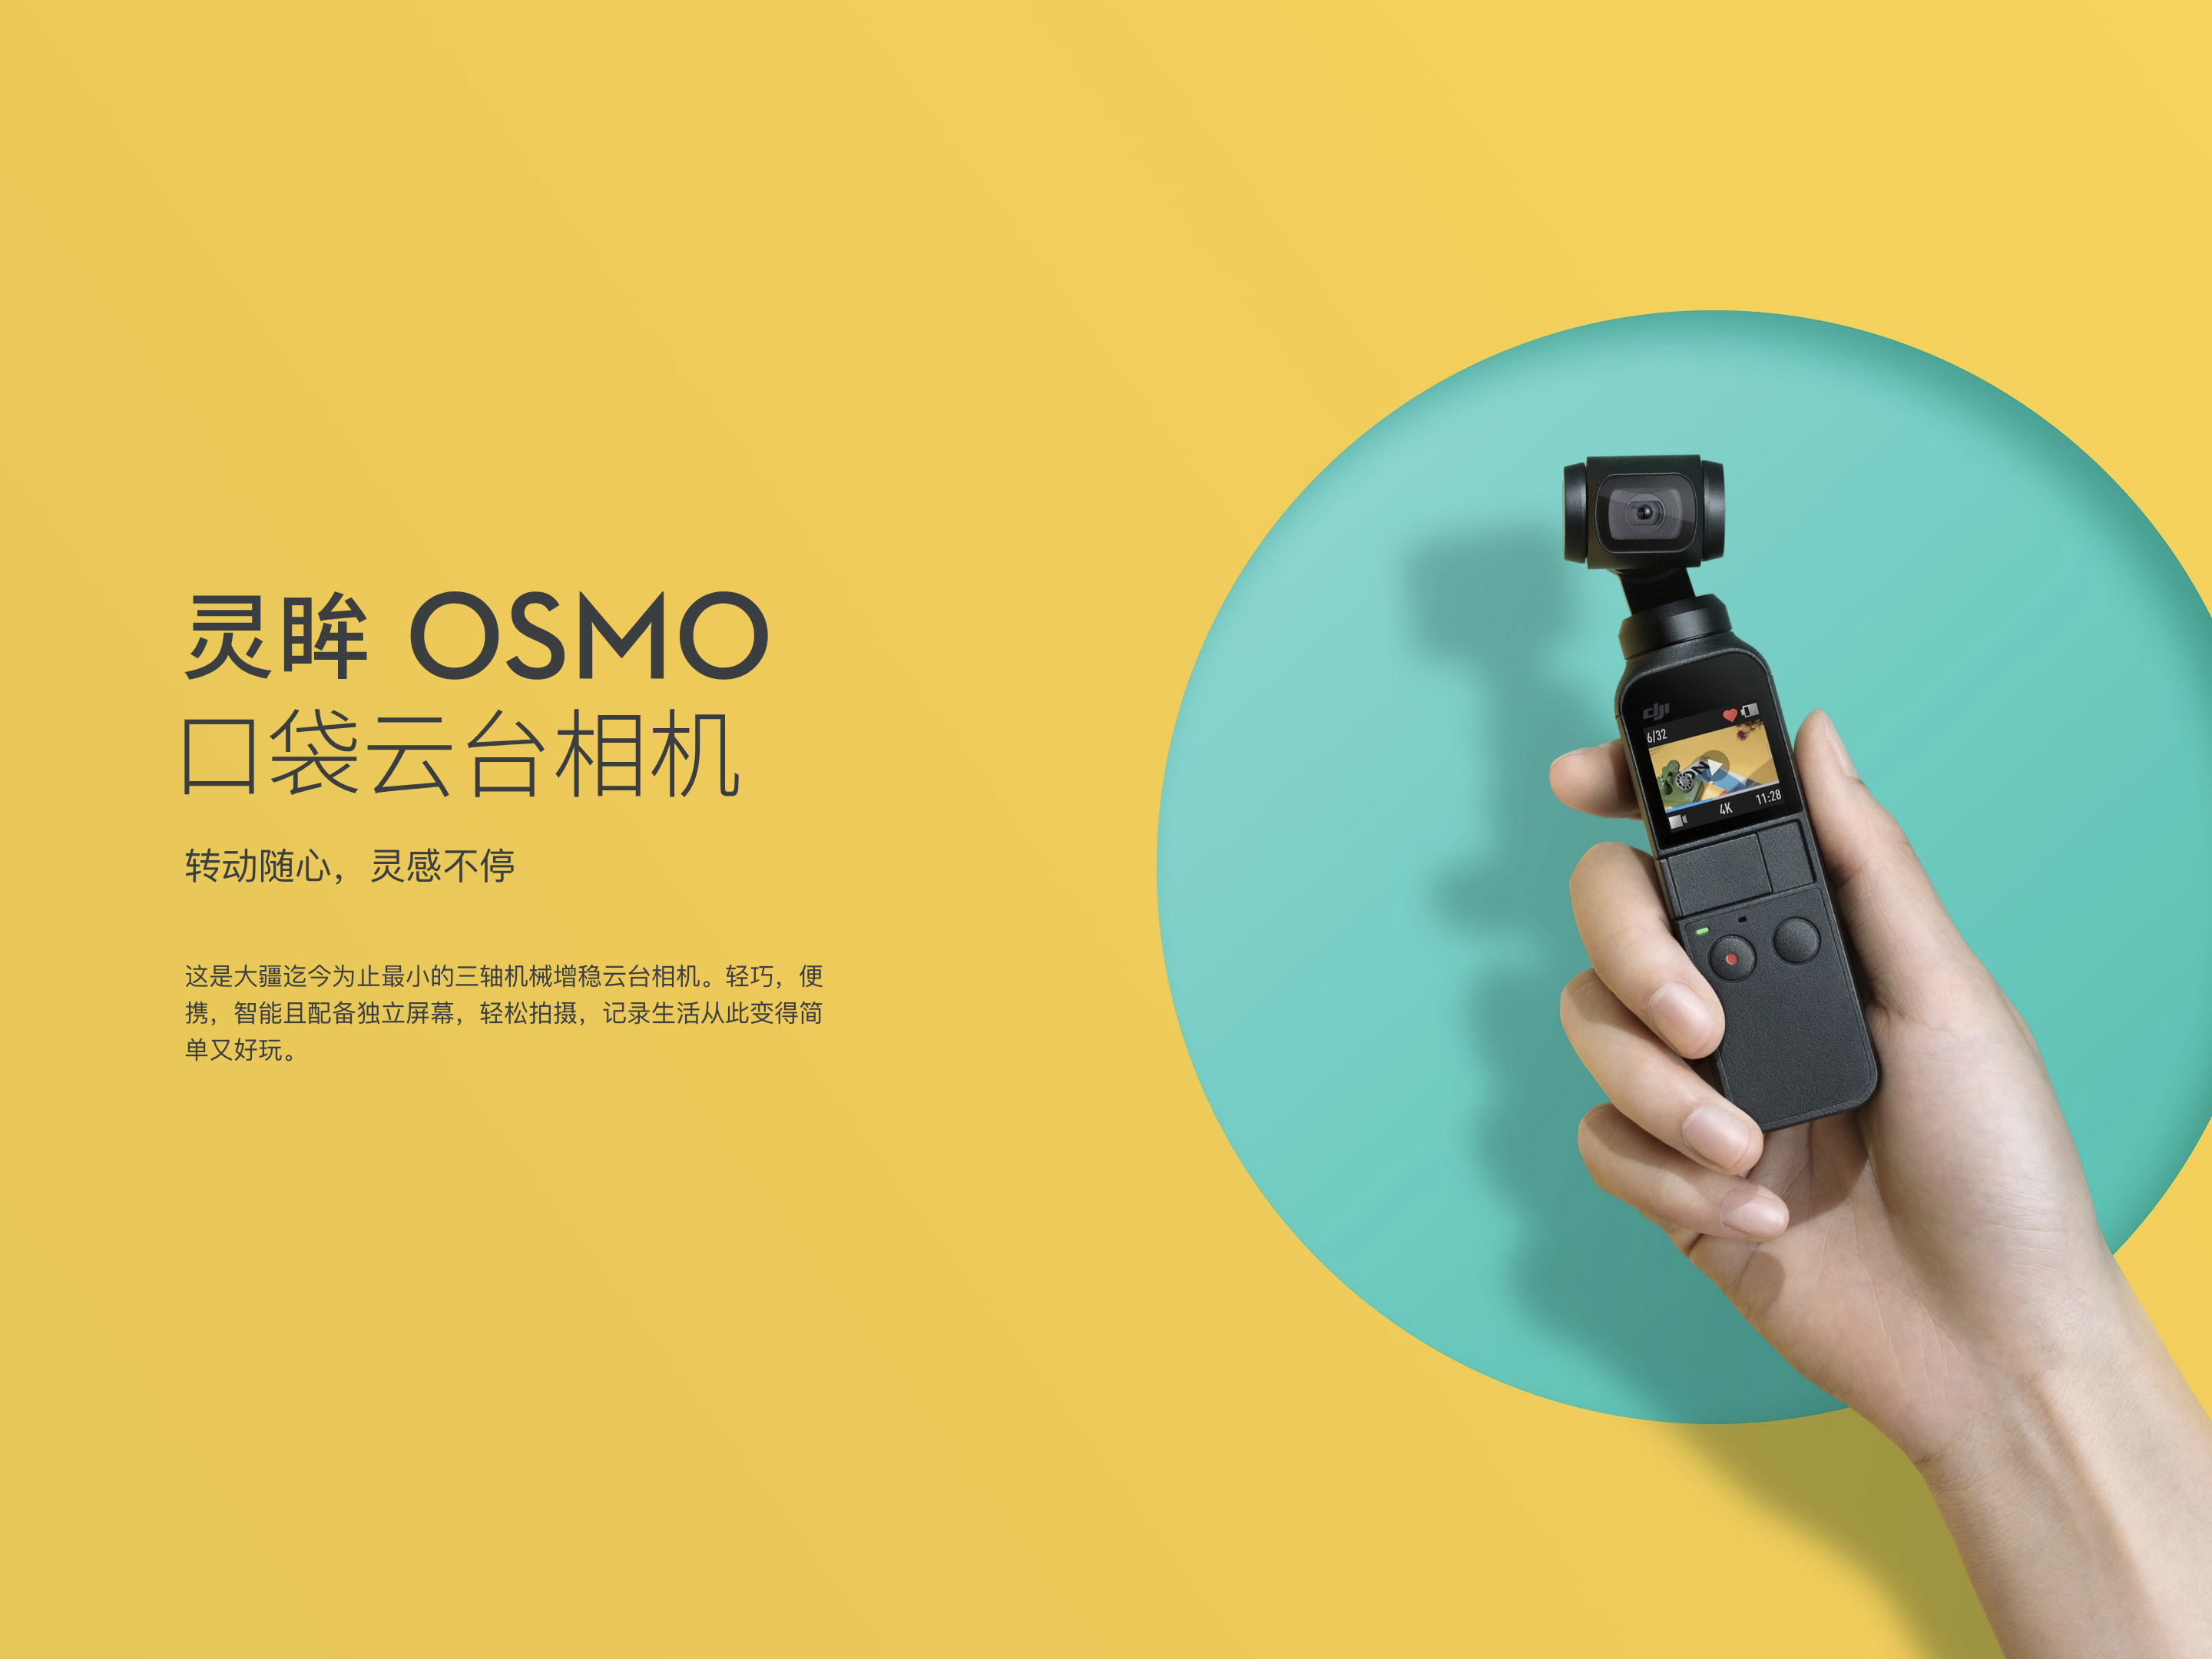 灵眸 OSMO
口袋云台相机
转动随心，灵感不停
这是大疆迄今为止最小的三轴机械增稳云台相机。轻巧，便
携，智能且配备独立屏幕，轻松拍摄，记录生活从此变得简
单又好玩。
dji
6/32
4K
11:28